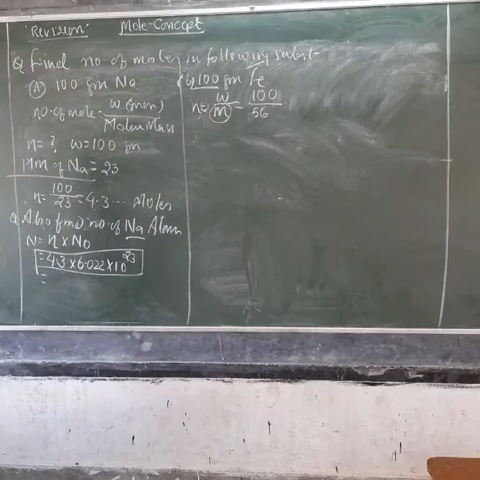 "Revision" Mole-Concept
Q Find no of moles in following subst-
(A) 100 gm Na
no. of mole = w (mass)
Molar Mass
n = ? w = 100 gm
MM of Na = 23
n = 100
23 = 4.3 ... Moles
Q Also find no. of Na Atom
N = n × N0
= 4.3 × 6.022 × 10^23
=
(b) 100 gm Fe
n = w = 100
m 56